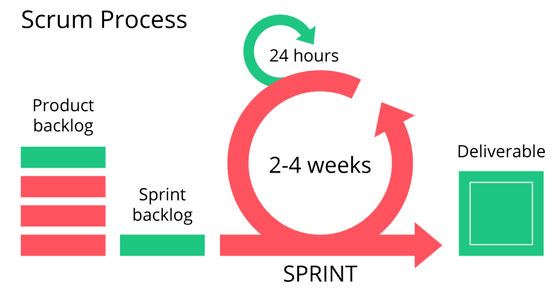 Scrum Process
24 hours
Product
backlog
Sprint
backlog
2-4 weeks
Deliverable
SPRINT